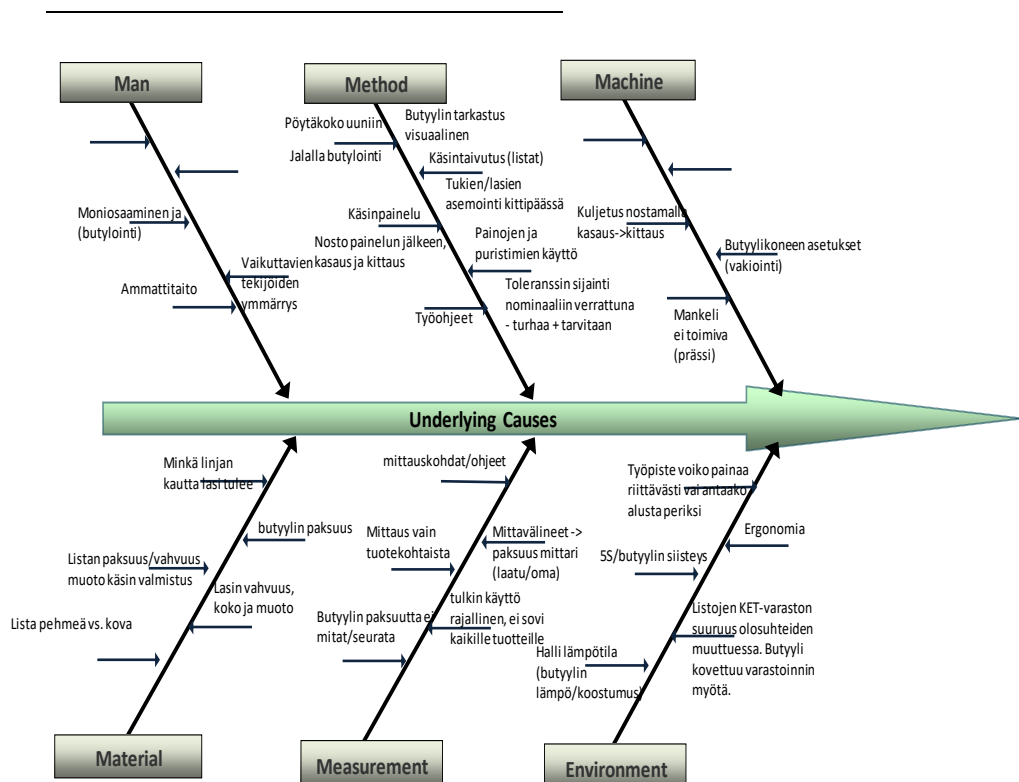 Man
Method
Machine
Pöytäkoko uuniin
Jalalla butylointi
Butyylin tarkastus
visuaalinen
Käsintaivutus (listat)
Tukien/lasien
asemointi kittipäässä
Moniosaaminen ja
(butylointi)
Käsinpainelu
Nosto painelun jälkeen,
kasaus ja kittaus
Painojen ja
puristimien käyttö
Kuljetus nostamalla
kasaus->kittaus
Butyylikoneen asetukset
(vakiointi)
Vaikuttavien
tekijöiden
ymmärrys
Ammattitaito
Työohjeet
Toleranssin sijainti
nominaaliin verrattuna
- turhaa + tarvitaan
Mankeli
ei toimiva
(prässi)
Underlying Causes
Minkä linjan
kautta lasi tulee
butyylin paksuus
Listan paksuus/vahvuus
muoto käsin valmistus
Lasin vahvuus,
koko ja muoto
Lista pehmeä vs. kova
mittauskohdat/ohjeet
Mittaus vain
tuotekohtaista
Mittavälineet ->
paksuus mittari
(laatu/oma)
Butyylin paksuutta ei
mitat/seurata
tulkin käyttö
rajallinen, ei sovi
kaikille tuotteille
Työpiste voiko painaa
riittävästi vai antaako
alusta periksi
Ergonomia
5S/butyylin siisteys
Listojen KET-varaston
suuruus olosuhteiden
muuttuessa. Butyyli
kovettuu varastoinnin
myötä.
Halli lämpötila
(butyylin
lämpö/koostumus)
Material
Measurement
Environment